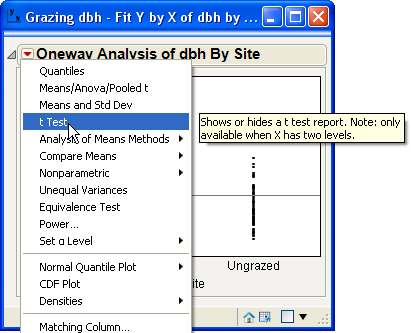 Grazing dbh - Fit Y by X of dbh by ...
Oneway Analysis of dbh By Site
Quantiles
Means/Anova/Pooled t
Means and Std Dev
t Test
Shows or hides a t test report. Note: only
available when X has two levels.
Analysis of Means Methods
Compare Means
Nonparametric
Unequal Variances
Equivalence Test
Power...
Set α Level
Normal Quantile Plot
Ungrazed
CDF Plot
ite
Densities
Matching Column...